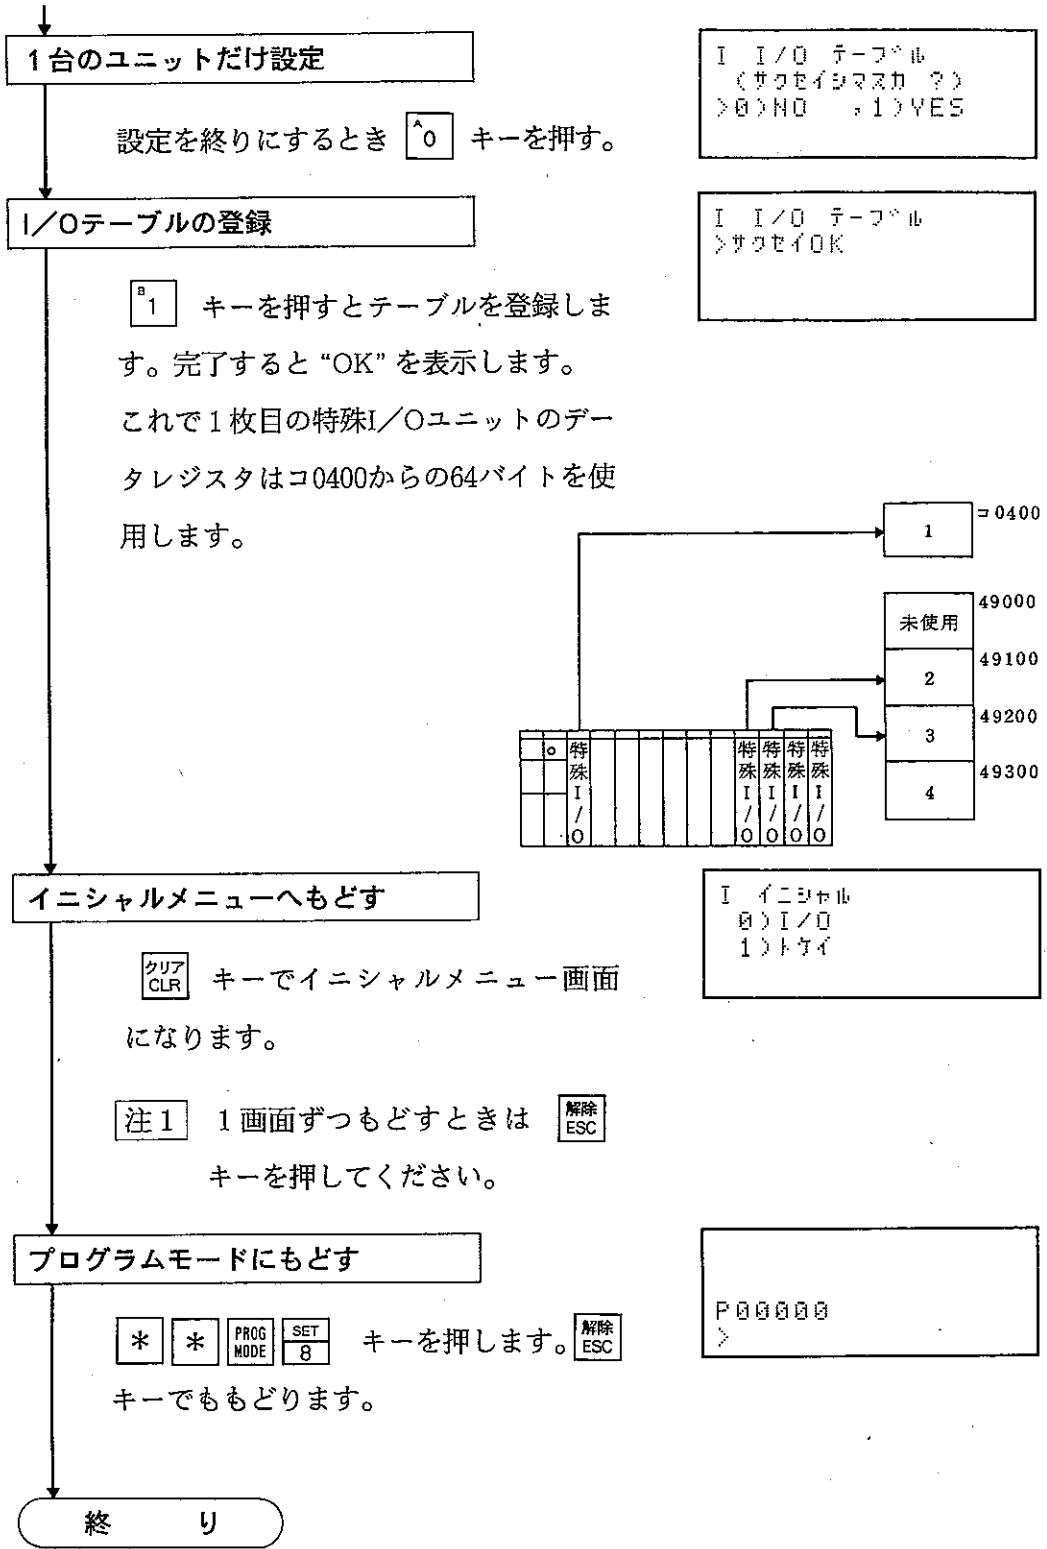 1台のユニットだけ設定
設定を終りにするとき A0 キーを押す。
I I/O テーブル
(サクセイシマスカ ?)
>0)NO ,1)YES
I/Oテーブルの登録
B1 キーを押すとテーブルを登録しま
す。完了すると“OK”を表示します。
これで1枚目の特殊I/Oユニットのデー
タレジスタはコ0400からの64バイトを使
用します。
I I/O テーブル
>サクセイOK
1 コ0400
未使用 49000
2 49100
3 49200
4 49300
特殊I/O
特殊I/O
特殊I/O
特殊I/O
特殊I/O
イニシャルメニューへもどす
クリア CLR キーでイニシャルメニュー画面
になります。
注1 1画面ずつもどすときは 解除 ESC
キーを押してください。
I イニシャル
0)I/O
1)トケイ
プログラムモードにもどす
* * PROG MODE SET 8 キーを押します。解除 ESC
キーでももどります。
P00000
>
終り